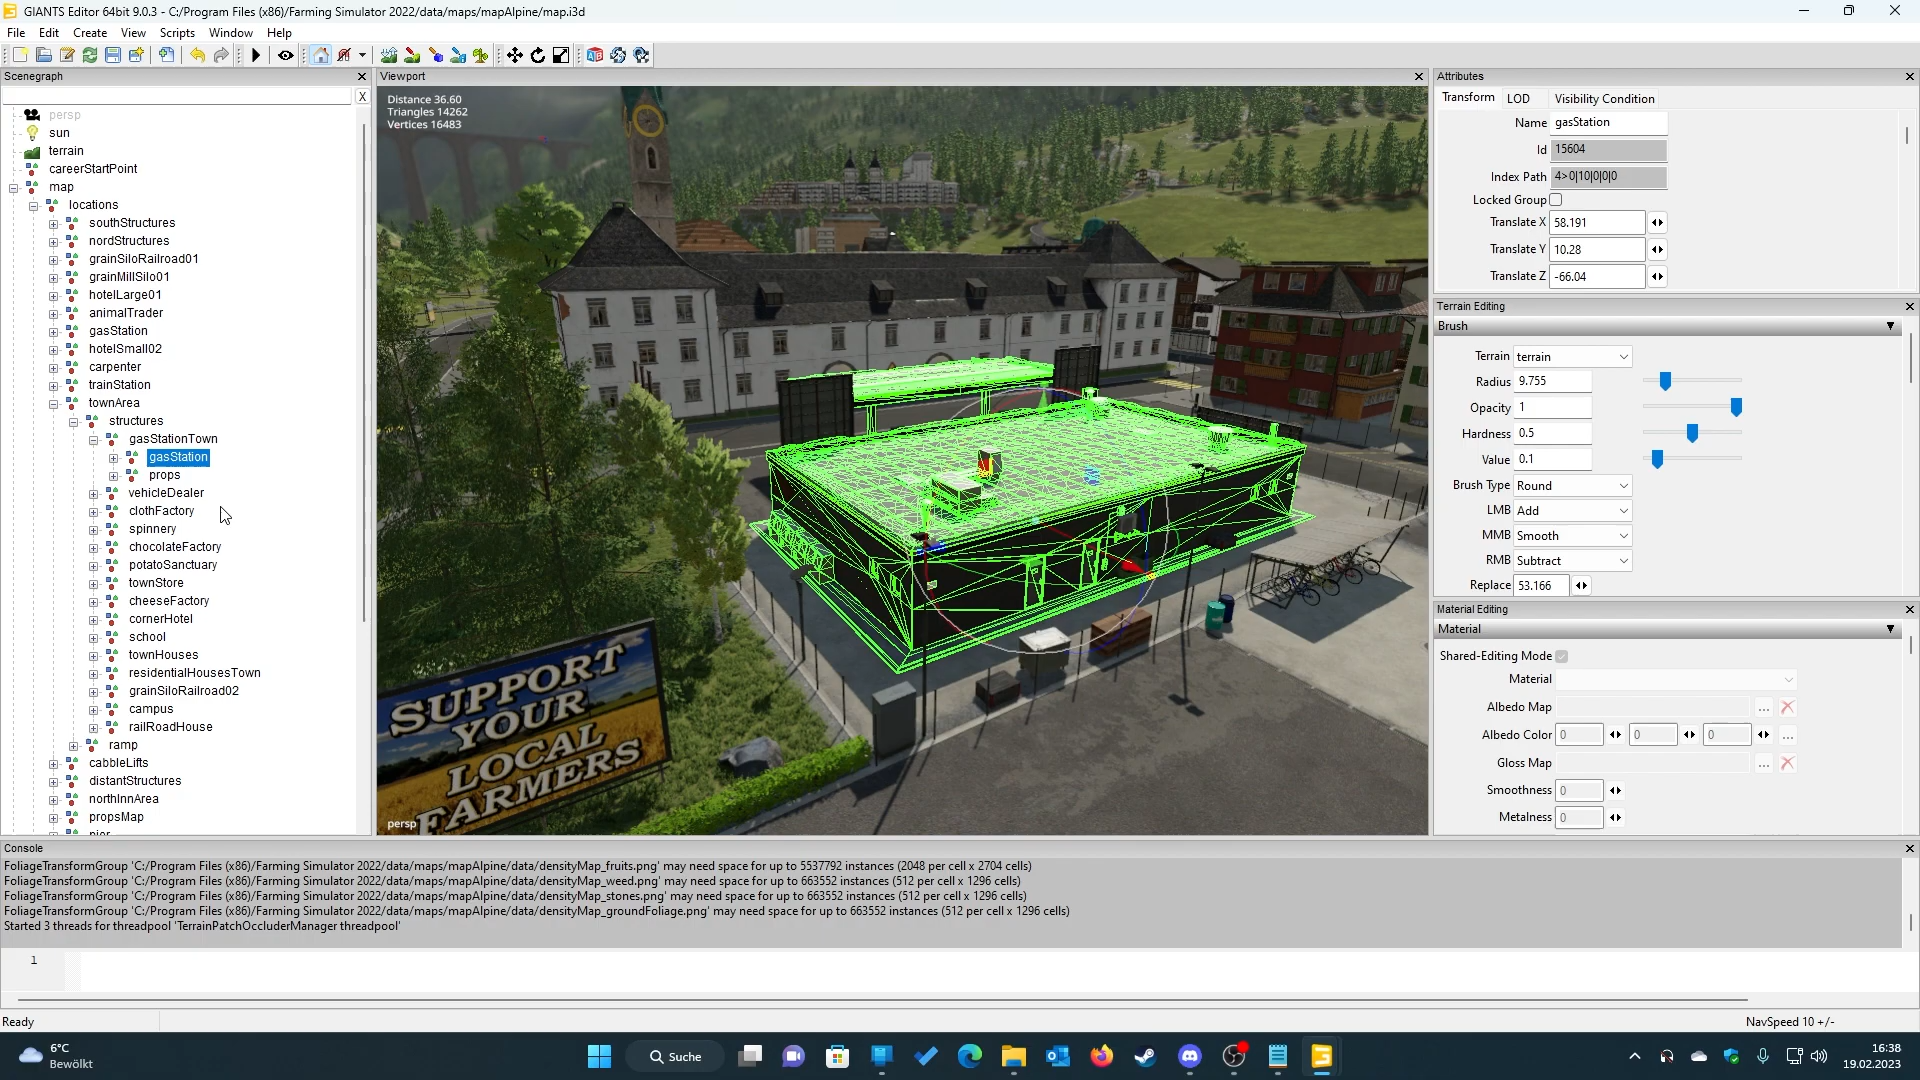 GIANTS Editor 64bit 9.0.3 - C:/Program Files (x86)/Farming Simulator 2022/data/maps/mapAlpine/map.i3d
File Edit Create View Scripts Window Help
Scenegraph
X
persp
sun
terrain
careerStartPoint
map
locations
southStructures
nordStructures
grainSiloRailroad01
grainMillSilo01
hotelLarge01
animalTrader
gasStation
hotelSmall02
carpenter
trainStation
townArea
structures
gasStationTown
gasStation
props
vehicleDealer
clothFactory
spinnery
chocolateFactory
potatoSanctuary
townStore
cheeseFactory
cornerHotel
school
townHouses
residentialHousesTown
grainSiloRailroad02
campus
railRoadHouse
ramp
cabbleLifts
distantStructures
northInnArea
propsMap
pier
Viewport
Distance 36.60
Triangles 14262
Vertices 16483
SUPPORT
YOUR
LOCAL
FARMERS
persp
Attributes
Transform LOD Visibility Condition
Name gasStation
Id 15604
Index Path 4>0|10|0|0|0
Locked Group
Translate X 58.191
Translate Y 10.28
Translate Z -66.04
Terrain Editing
Brush
Terrain terrain
Radius 9.755
Opacity 1
Hardness 0.5
Value 0.1
Brush Type Round
LMB Add
MMB Smooth
RMB Subtract
Replace 53.166
Material Editing
Material
Shared-Editing Mode
Material
Albedo Map ...
Albedo Color 0 0 0 ...
Gloss Map ...
Smoothness 0
Metalness 0
Console
FoliageTransformGroup 'C:/Program Files (x86)/Farming Simulator 2022/data/maps/mapAlpine/data/densityMap_fruits.png' may need space for up to 5537792 instances (2048 per cell x 2704 cells)
FoliageTransformGroup 'C:/Program Files (x86)/Farming Simulator 2022/data/maps/mapAlpine/data/densityMap_weed.png' may need space for up to 663552 instances (512 per cell x 1296 cells)
FoliageTransformGroup 'C:/Program Files (x86)/Farming Simulator 2022/data/maps/mapAlpine/data/densityMap_stones.png' may need space for up to 663552 instances (512 per cell x 1296 cells)
FoliageTransformGroup 'C:/Program Files (x86)/Farming Simulator 2022/data/maps/mapAlpine/data/densityMap_groundFoliage.png' may need space for up to 663552 instances (512 per cell x 1296 cells)
Started 3 threads for threadpool 'TerrainPatchOccluderManager threadpool'
1
Ready
NavSpeed 10 +/-
6°C
Bewölkt
Suche
16:38
19.02.2023